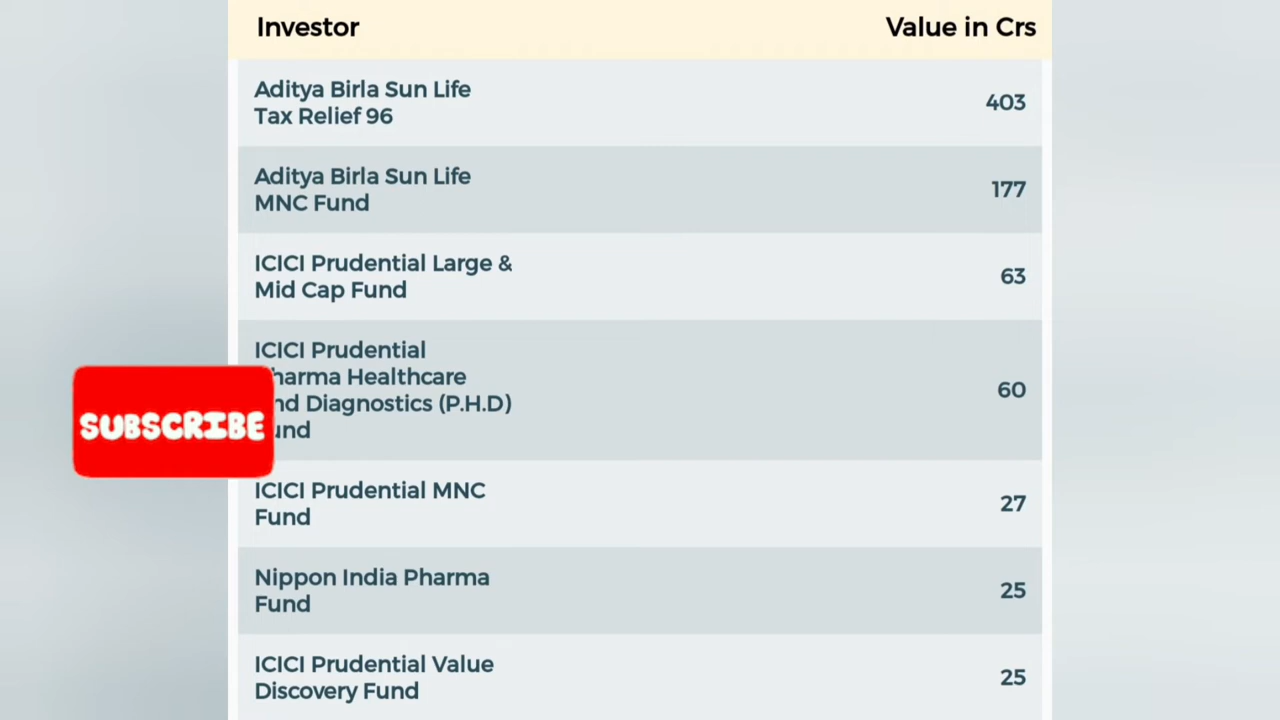 Investor Value in Crs
Aditya Birla Sun Life
Tax Relief 96
403
Aditya Birla Sun Life
MNC Fund
177
ICICI Prudential Large &
Mid Cap Fund
63
ICICI Prudential
harma Healthcare
nd Diagnostics (P.H.D)
und
60
SUBSCRIBE
ICICI Prudential MNC
Fund
27
Nippon India Pharma
Fund
25
ICICI Prudential Value
Discovery Fund
25